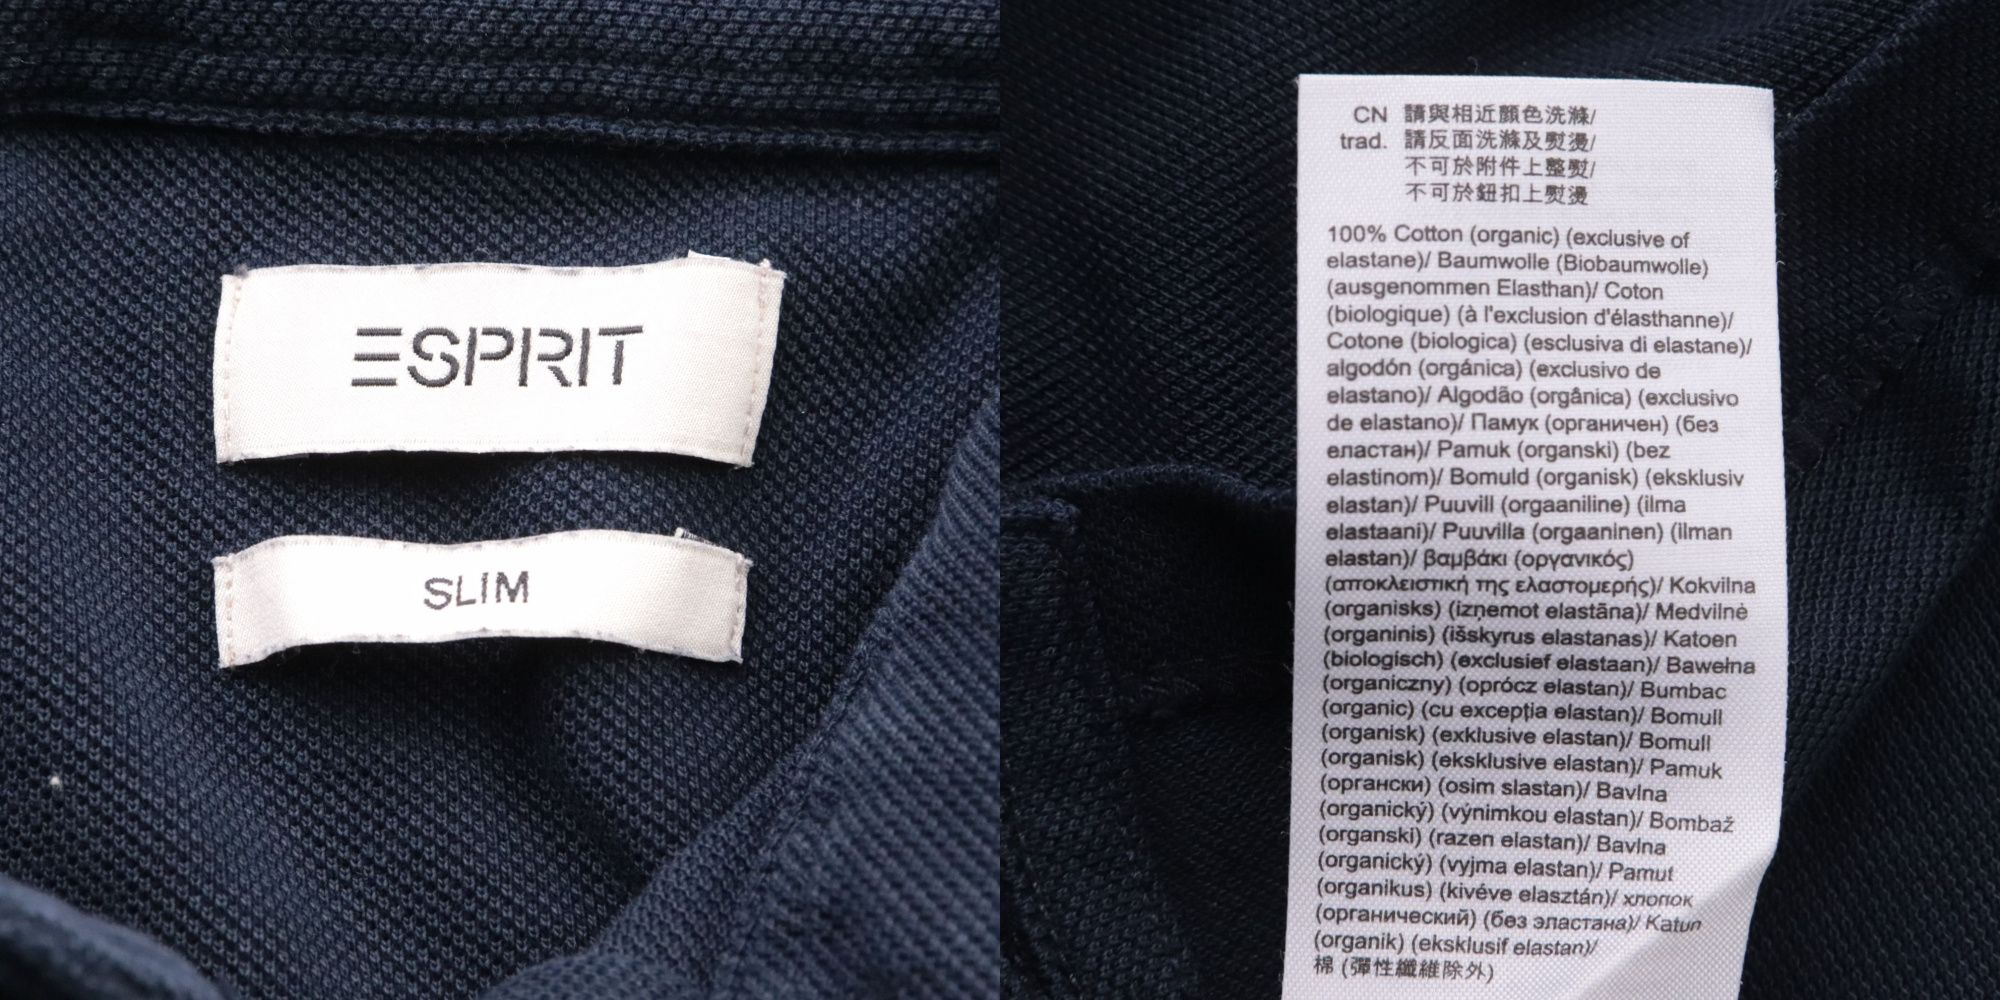 ESPRIT
SLIM
CN 請與相近顏色洗滌/
trad. 請反面洗滌及熨燙/
不可於附件上整熨/
不可於鈕扣上熨燙
100% Cotton (organic) (exclusive of
elastane)/ Baumwolle (Biobaumwolle)
(ausgenommen Elasthan)/ Coton
(biologique) (à l'exclusion d'élasthanne)/
Cotone (biologica) (esclusiva di elastane)/
algodón (orgánica) (exclusivo de
elastano)/ Algodão (orgânica) (exclusivo
de elastano)/ Памук (органичен) (без
еластан)/ Pamuk (organski) (bez
elastinom)/ Bomuld (organisk) (eksklusiv
elastan)/ Puuvill (orgaaniline) (ilma
elastaani)/ Puuvilla (orgaaninen) (ilman
elastan)/ βαμβάκι (οργανικός)
(αποκλειστική της ελαστομερής)/ Kokvilna
(organisks) (izņemot elastāna)/ Medvilnė
(organinis) (išskyrus elastanas)/ Katoen
(biologisch) (exclusief elastaan)/ Bawełna
(organiczny) (oprócz elastan)/ Bumbac
(organic) (cu excepția elastan)/ Bomull
(organisk) (exklusive elastan)/ Bomull
(organisk) (eksklusive elastan)/ Pamuk
(органски) (osim slastan)/ Bavlna
(organický) (výnimkou elastan)/ Bombaž
(organski) (razen elastan)/ Bavlna
(organický) (vyjma elastan)/ Pamut
(organikus) (kivéve elasztán)/ хлопок
(органический) (без эластана)/ Katun
(organik) (eksklusif elastan)/
棉 (彈性纖維除外)